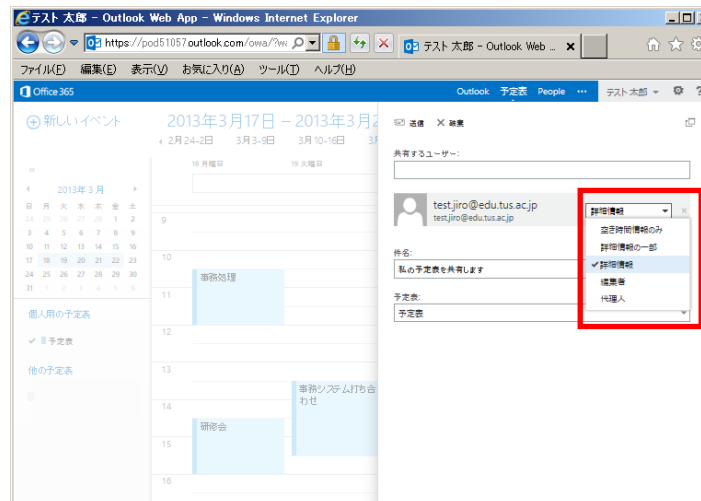 テスト 太郎 - Outlook Web App - Windows Internet Explorer
https://pod51057.outlook.com/owa/?w
テスト 太郎 - Outlook Web ...
ファイル(F) 編集(E) 表示(V) お気に入り(A) ツール(T) ヘルプ(H)
Office 365
Outlook 予定表 People ··· テスト 太郎 ?
新しいイベント
2013年3月17日 – 2013年3月2
2月24-2日 3月3-9日 3月10-16日 3月
18 月曜日 19 火曜日
2013年 3月
日 月 火 水 木 金 土
24 25 26 27 28 1 2
3 4 5 6 7 8 9
10 11 12 13 14 15 16
17 18 19 20 21 22 23
24 25 26 27 28 29 30
31 1 2 3 4 5 6
個人用の予定表
予定表
他の予定表
9
10
事務処理
11
12
13
事務システム打ち合わせ
14
研修会
15
16
送信 破棄
共有するユーザー:
test.jiro@edu.tus.ac.jp
test.jiro@edu.tus.ac.jp
詳細情報
空き時間情報のみ
詳細情報の一部
詳細情報
編集者
代理人
件名:
私の予定表を共有します
予定表:
予定表